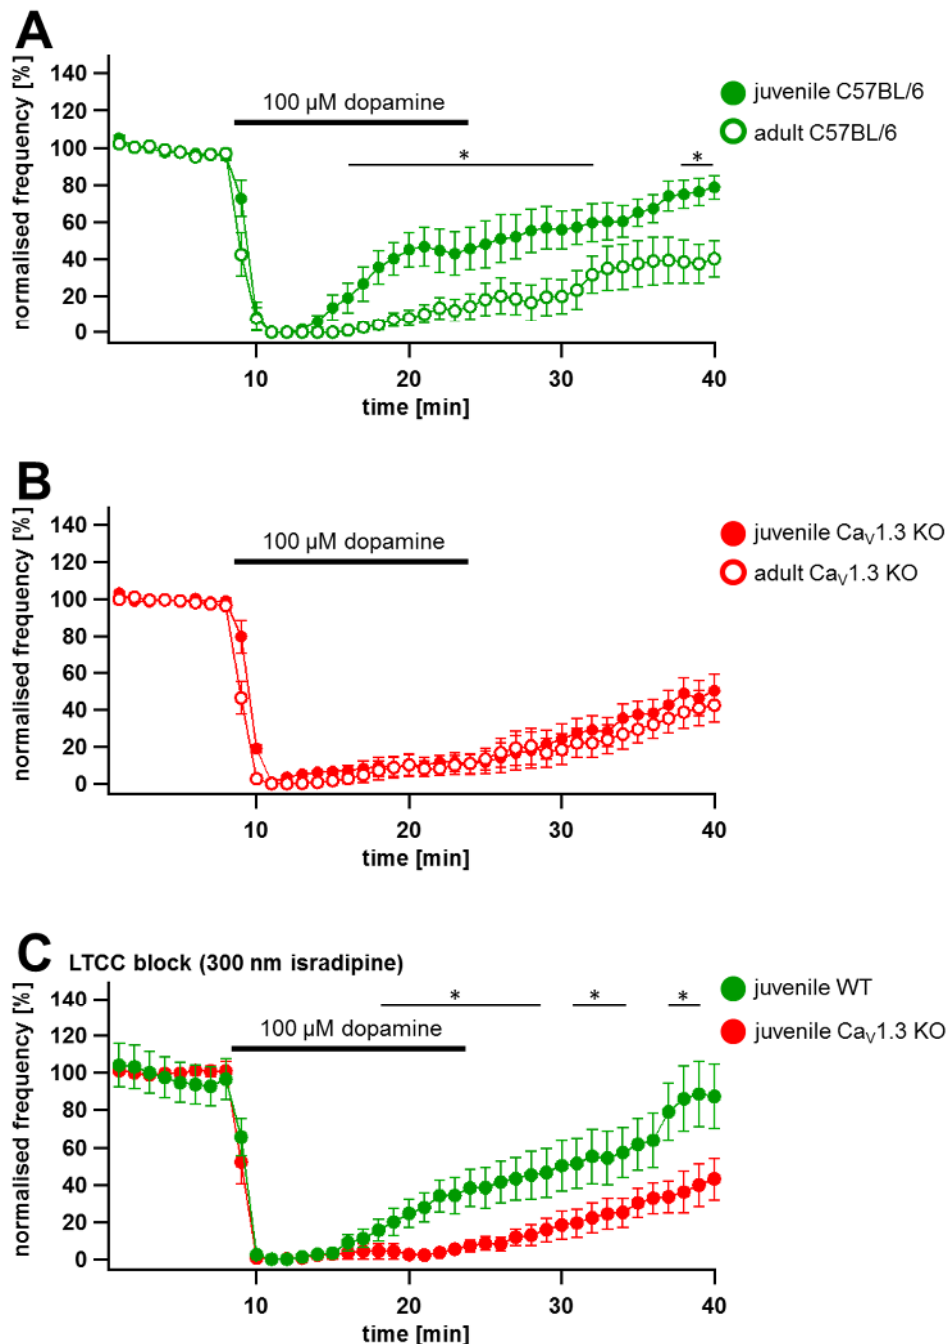 A
normalised frequency [%]
140
120
100
80
60
40
20
0
100 µM dopamine
*
*
juvenile C57BL/6
adult C57BL/6
10
20
30
40
time [min]
B
normalised frequency [%]
140
120
100
80
60
40
20
0
100 µM dopamine
juvenile CaV1.3 KO
adult CaV1.3 KO
10
20
30
40
time [min]
C
LTCC block (300 nm isradipine)
normalised frequency [%]
140
120
100
80
60
40
20
0
100 µM dopamine
*
*
*
juvenile WT
juvenile CaV1.3 KO
10
20
30
40
time [min]